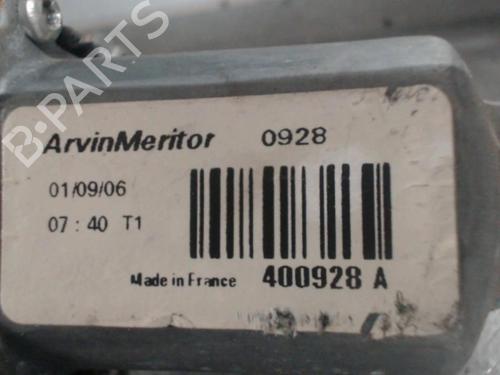 ArvinMeritor 0928
01/09/06
07 : 40 T1
Made in France 400928 A
B-PARTS